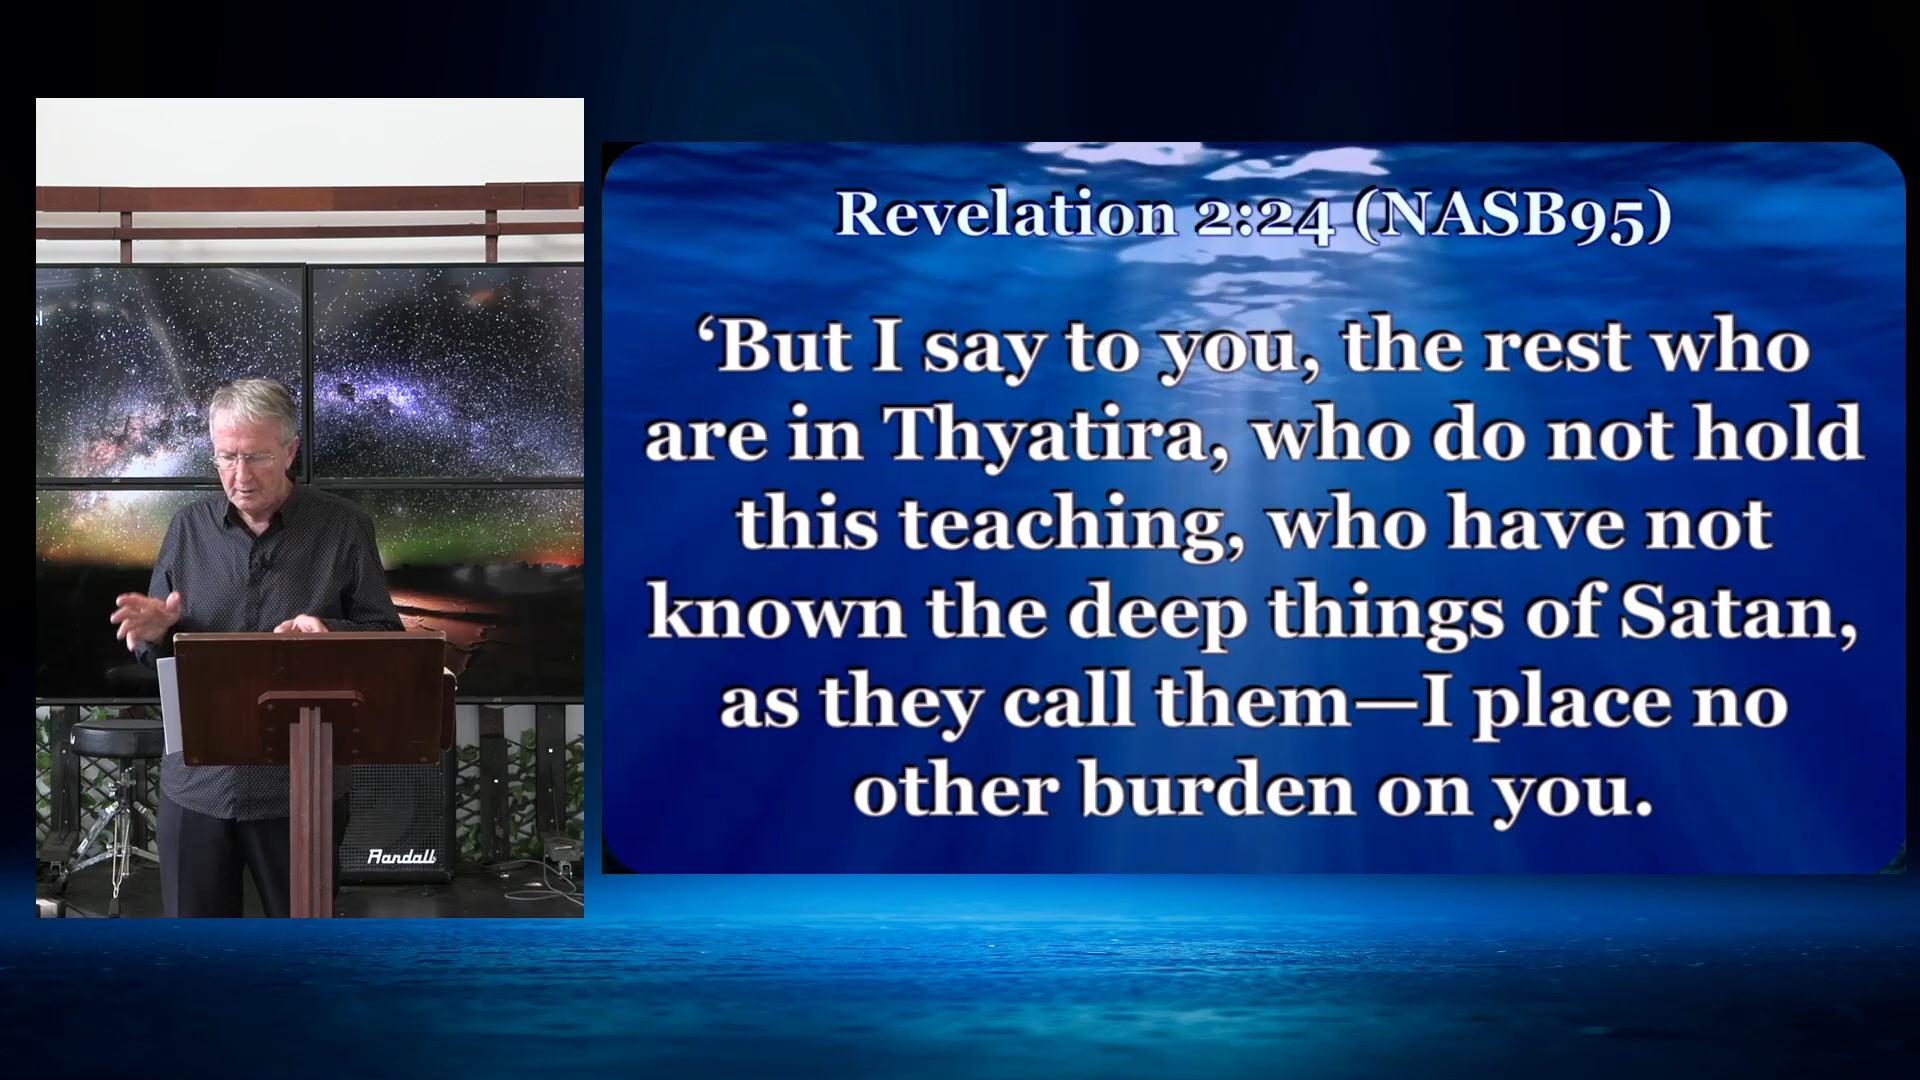 Revelation 2:24 (NASB95)
‘But I say to you, the rest who
are in Thyatira, who do not hold
this teaching, who have not
known the deep things of Satan,
as they call them—I place no
other burden on you.
Randall